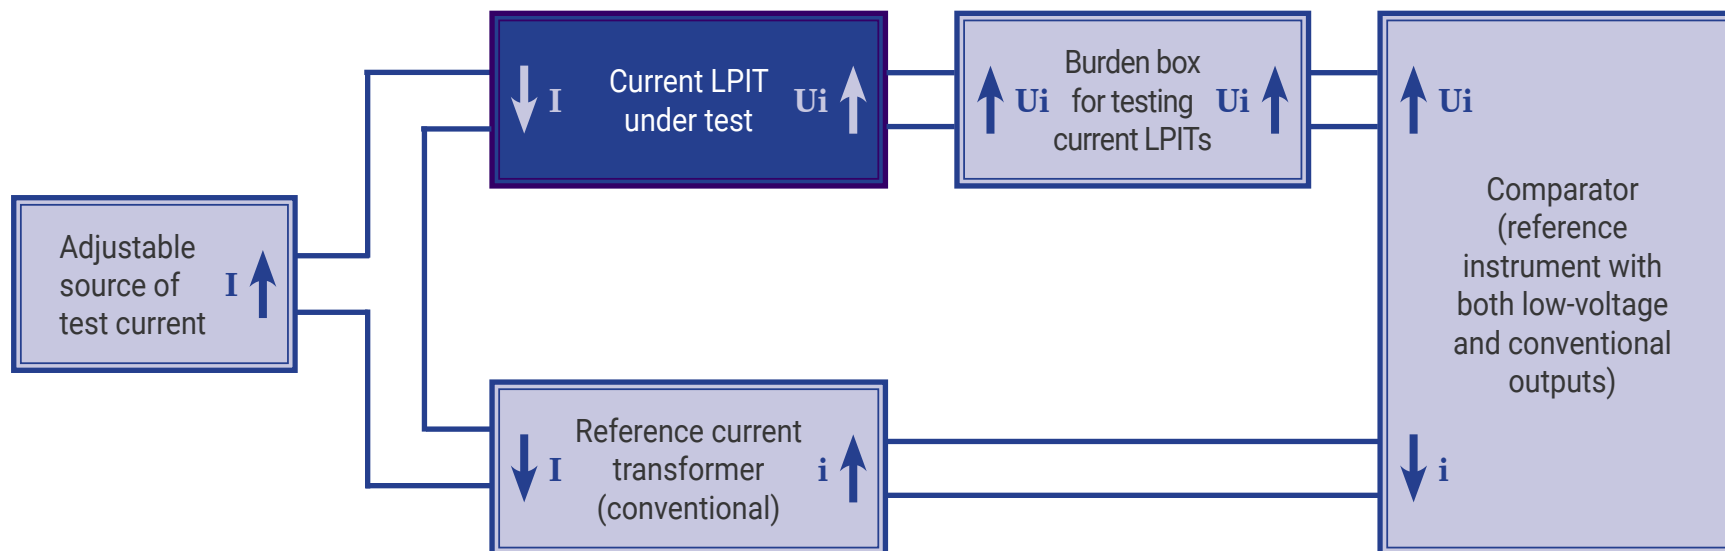 Adjustable
source of
test current
I
I
Current LPIT
under test
Ui
Ui
Burden box
for testing
current LPITs
Ui
Ui
Comparator
(reference
instrument with
both low-voltage
and conventional
outputs)
i
I
Reference current
transformer
(conventional)
i